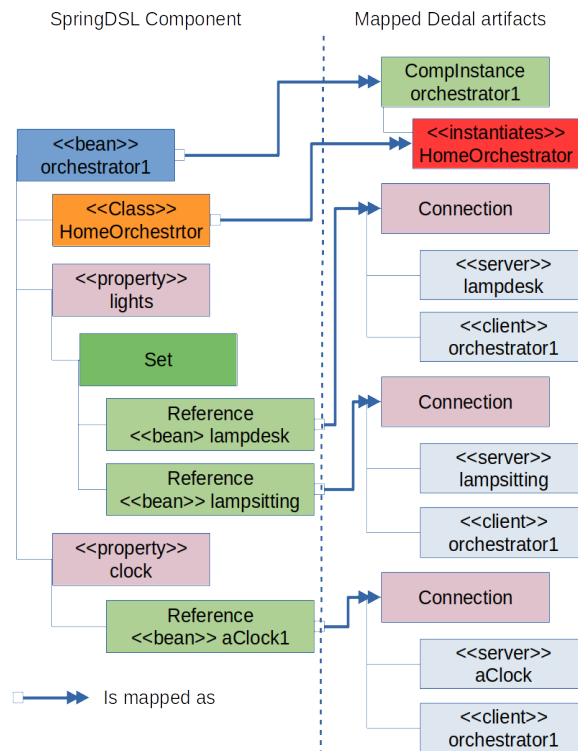 SpringDSL Component
Mapped Dedal artifacts
CompInstance
orchestrator1
<<bean>>
orchestrator1
<<instantiates>>
HomeOrchestrator
<<Class>>
HomeOrchestrtor
Connection
<<server>>
lampdesk
<<property>>
lights
<<client>>
orchestrator1
Set
Reference
<<bean> lampdesk
Connection
Reference
<<bean> lampsitting
<<server>>
lampsitting
<<property>>
clock
<<client>>
orchestrator1
Reference
<<bean>> aClock1
Connection
<<server>>
aClock
Is mapped as
<<client>>
orchestrator1